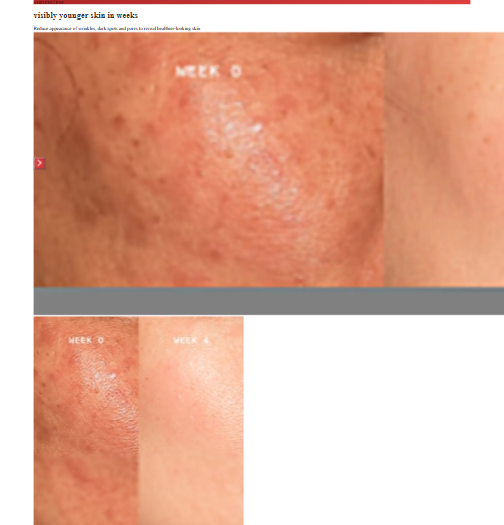 visibly younger skin in weeks
Reduce appearance of wrinkles, dark spots and pores to reveal healthier-looking skin.
WEEK 0
WEEK 0
WEEK 4